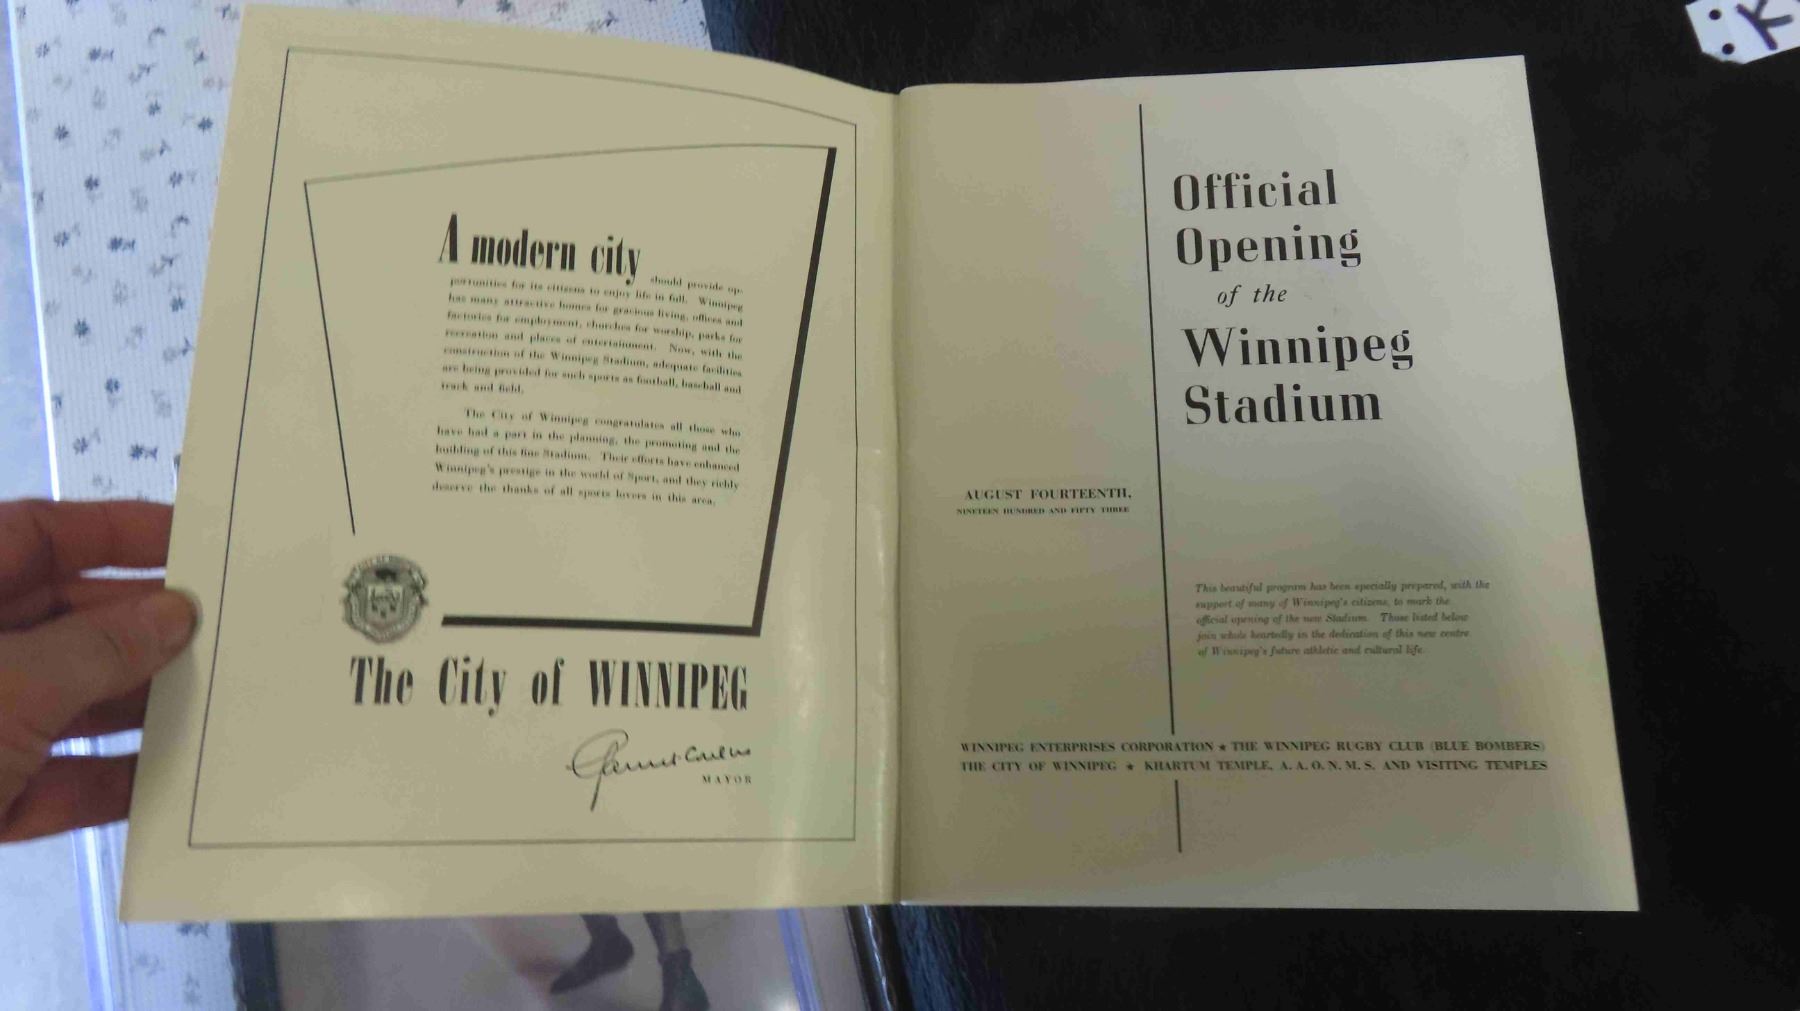 A modern city should provide op-
portunities for its citizens to enjoy life in full. Winnipeg
has many attractive homes for gracious living, offices and
factories for employment, churches for worship, parks for
recreation and places of entertainment. Now, with the
construction of the Winnipeg Stadium, adequate facilities
are being provided for such sports as football, baseball and
track and field.
The City of Winnipeg congratulates all those who
have had a part in the planning, the promoting and the
building of this fine Stadium. Their efforts have enhanced
Winnipeg's prestige in the world of Sport, and they richly
deserve the thanks of all sports lovers in this area.
The City of WINNIPEG
MAYOR
Official
Opening
of the
Winnipeg
Stadium
AUGUST FOURTEENTH,
NINETEEN HUNDRED AND FIFTY THREE
This beautiful program has been specially prepared, with the
support of many of Winnipeg's citizens, to mark the
official opening of the new Stadium. Those listed below
join whole heartedly in the dedication of this new centre
of Winnipeg's future athletic and cultural life.
WINNIPEG ENTERPRISES CORPORATION ★ THE WINNIPEG RUGBY CLUB (BLUE BOMBERS)
THE CITY OF WINNIPEG ★ KHARTUM TEMPLE, A. A. O. N. M. S. AND VISITING TEMPLES
K